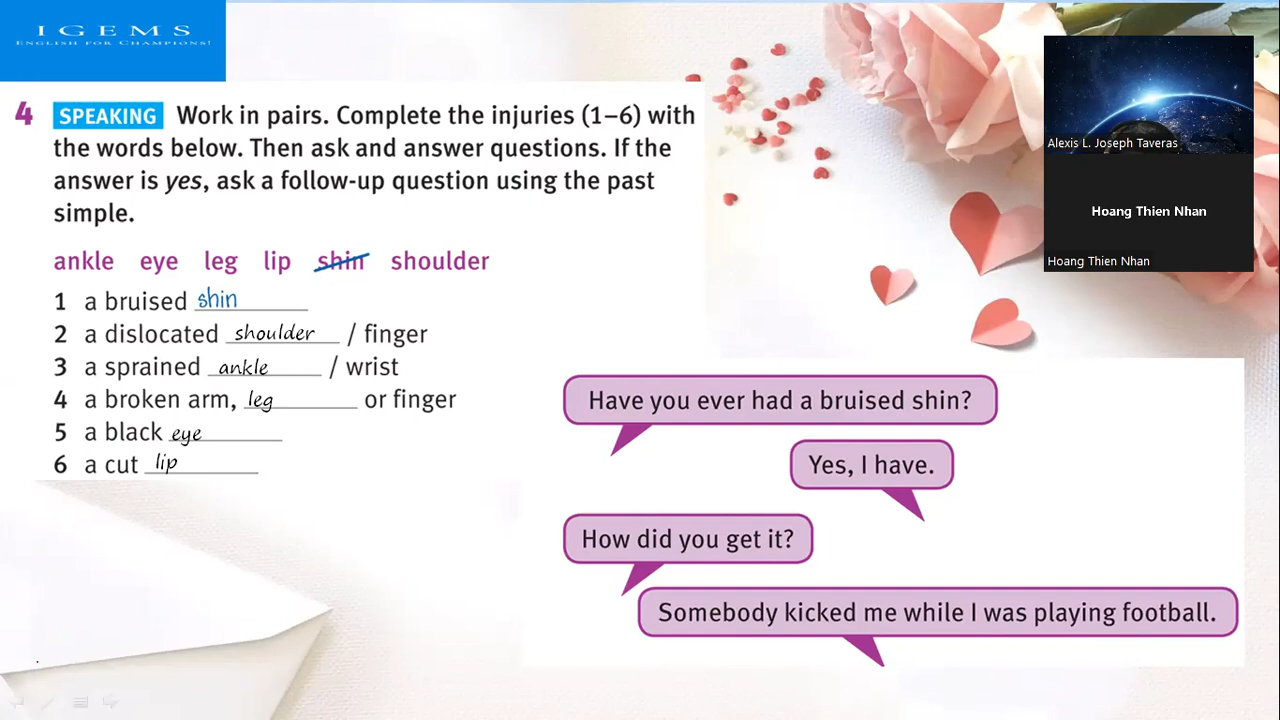 I G E M S
ENGLISH FOR CHAMPIONS!
4 SPEAKING Work in pairs. Complete the injuries (1–6) with
the words below. Then ask and answer questions. If the
answer is yes, ask a follow-up question using the past
simple.
ankle eye leg lip shin shoulder
1 a bruised shin
2 a dislocated shoulder / finger
3 a sprained ankle / wrist
4 a broken arm, leg or finger
5 a black eye
6 a cut lip
Have you ever had a bruised shin?
Yes, I have.
How did you get it?
Somebody kicked me while I was playing football.
Alexis L. Joseph Taveras
Hoang Thien Nhan
Hoang Thien Nhan